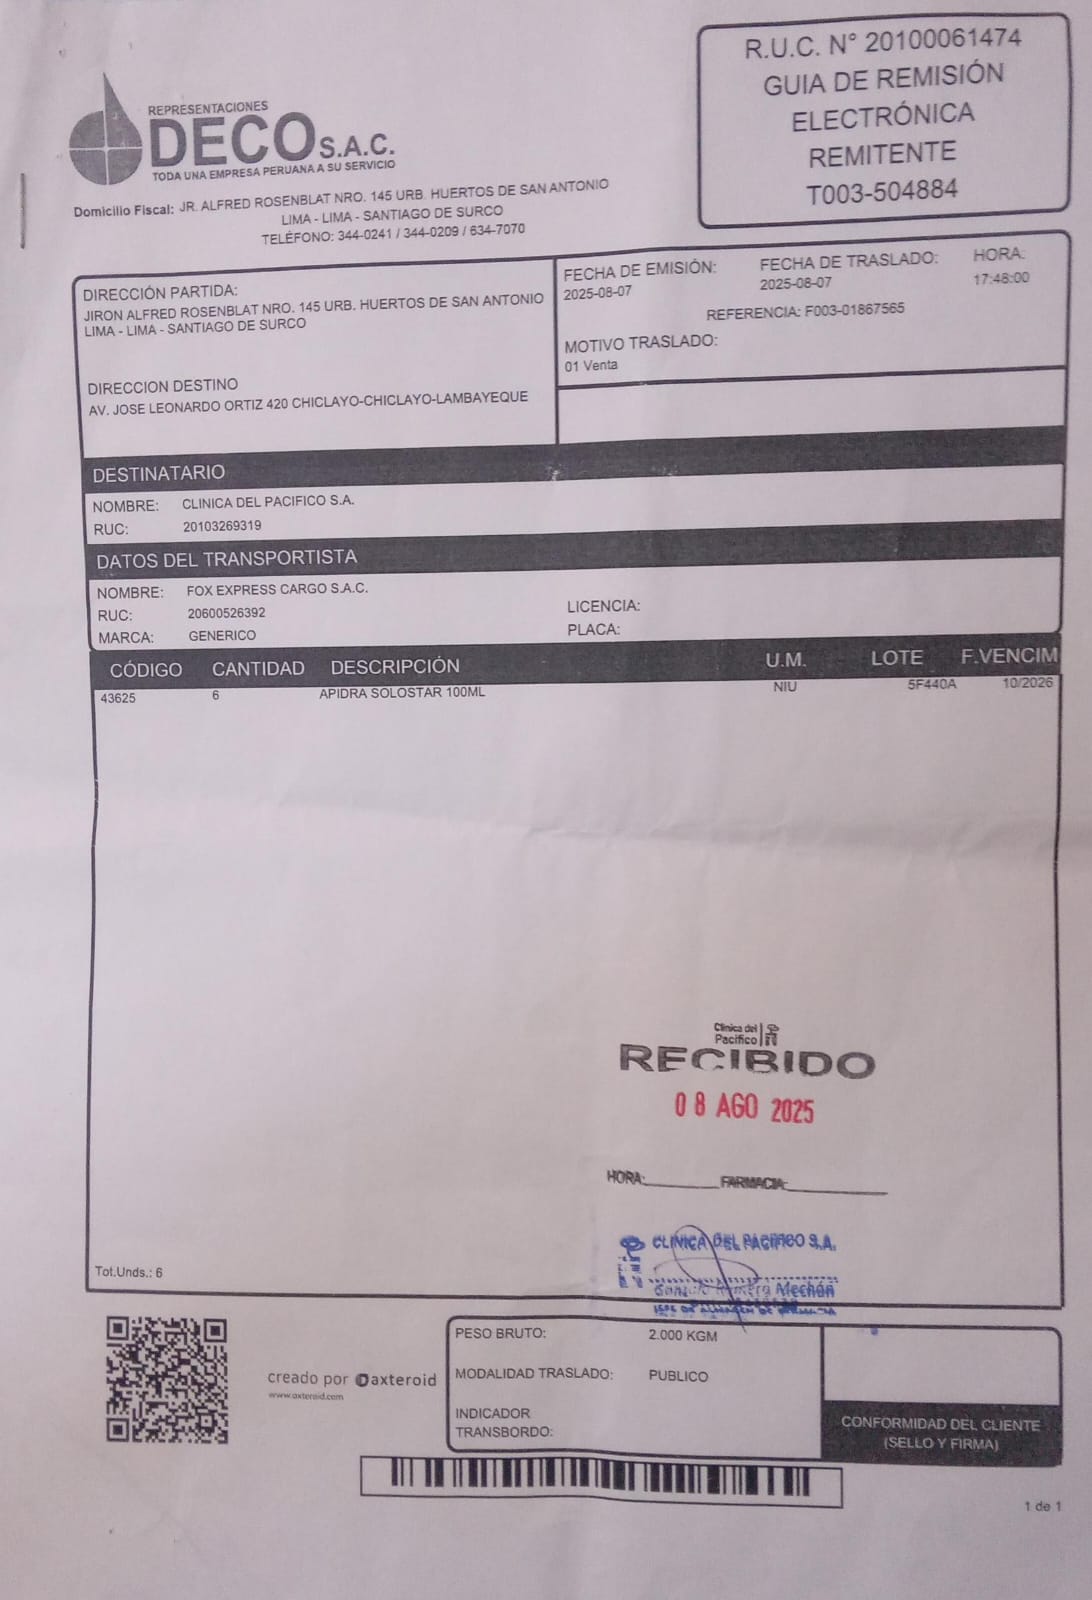 REPRESENTACIONES
DECO S.A.C.
TODA UNA EMPRESA PERUANA A SU SERVICIO
Domicilio Fiscal: JR. ALFRED ROSENBLAT NRO. 145 URB. HUERTOS DE SAN ANTONIO
LIMA - LIMA - SANTIAGO DE SURCO
TELÉFONO: 344-0241 / 344-0209 / 634-7070
R.U.C. N° 20100061474
GUIA DE REMISIÓN
ELECTRÓNICA
REMITENTE
T003-504884
DIRECCIÓN PARTIDA:
JIRON ALFRED ROSENBLAT NRO. 145 URB. HUERTOS DE SAN ANTONIO
LIMA - LIMA - SANTIAGO DE SURCO
DIRECCION DESTINO
AV. JOSE LEONARDO ORTIZ 420 CHICLAYO-CHICLAYO-LAMBAYEQUE
FECHA DE EMISIÓN: FECHA DE TRASLADO: HORA:
2025-08-07 2025-08-07 17:48:00
REFERENCIA: F003-01867565
MOTIVO TRASLADO:
01 Venta
DESTINATARIO
NOMBRE: CLINICA DEL PACIFICO S.A.
RUC: 20103269319
DATOS DEL TRANSPORTISTA
NOMBRE: FOX EXPRESS CARGO S.A.C.
RUC: 20600526392 LICENCIA:
MARCA: GENERICO PLACA:
CÓDIGO CANTIDAD DESCRIPCIÓN U.M. LOTE F.VENCIM
43625 6 APIDRA SOLOSTAR 100ML NIU 5F440A 10/2026
Clinica del
Pacifico
RECIBIDO
08 AGO 2025
HORA: FARMACIA:
CLINICA DEL PACIFICO S.A.
Mechán
JEFE DE ALMACEN DE FARMACIA
Tot.Unds.: 6
creado por axteroid
www.axteroid.com
PESO BRUTO: 2.000 KGM
MODALIDAD TRASLADO: PUBLICO
INDICADOR
TRANSBORDO:
CONFORMIDAD DEL CLIENTE
(SELLO Y FIRMA)
1 de 1